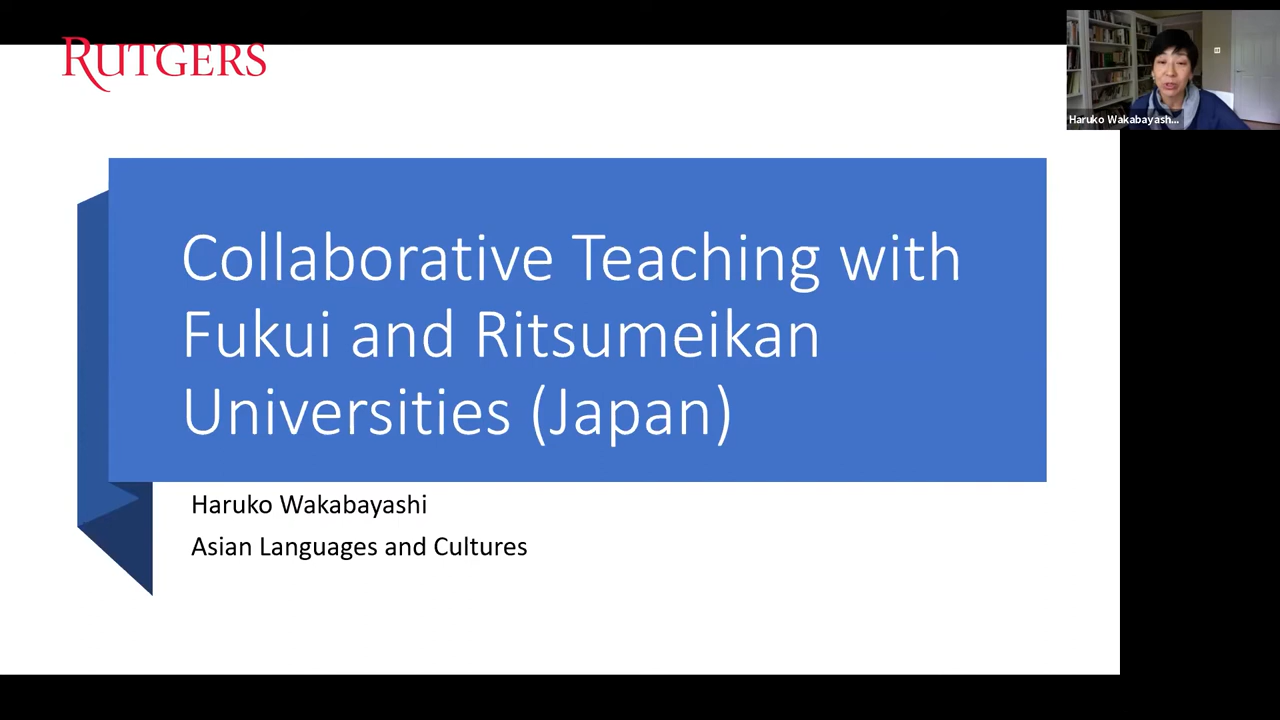 RUTGERS
Haruko Wakabayash...
Collaborative Teaching with
Fukui and Ritsumeikan
Universities (Japan)
Haruko Wakabayashi
Asian Languages and Cultures